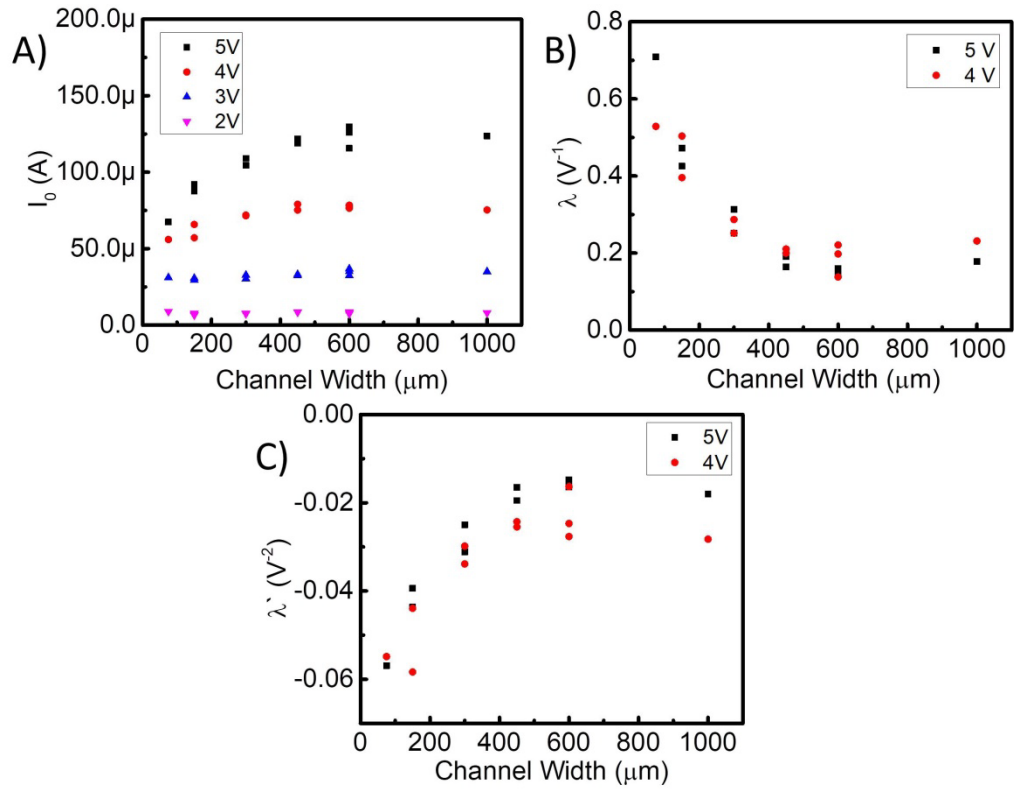 A)
200.0µ
150.0µ
100.0µ
50.0µ
0.0
I₀ (A)
5V
4V
3V
2V
0 200 400 600 800 1000
Channel Width (µm)
B)
0.8
0.6
0.4
0.2
0.0
λ (V⁻¹)
5 V
4 V
0 200 400 600 800 1000
Channel Width (µm)
C)
0.00
-0.02
-0.04
-0.06
λ` (V⁻²)
5V
4V
0 200 400 600 800 1000
Channel Width (µm)